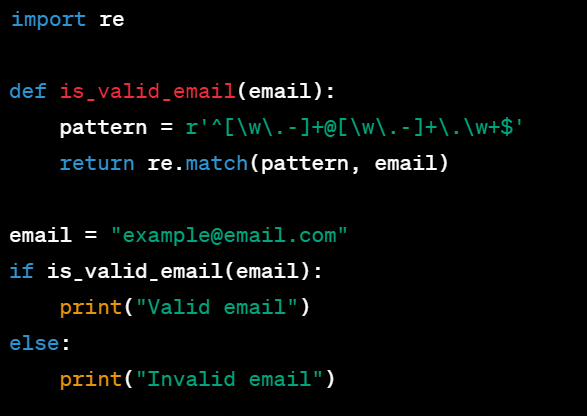 import re
def is_valid_email(email):
    pattern = r'^[\w\.-]+@[\w\.-]+\.\w+$'
    return re.match(pattern, email)
email = "example@email.com"
if is_valid_email(email):
    print("Valid email")
else:
    print("Invalid email")